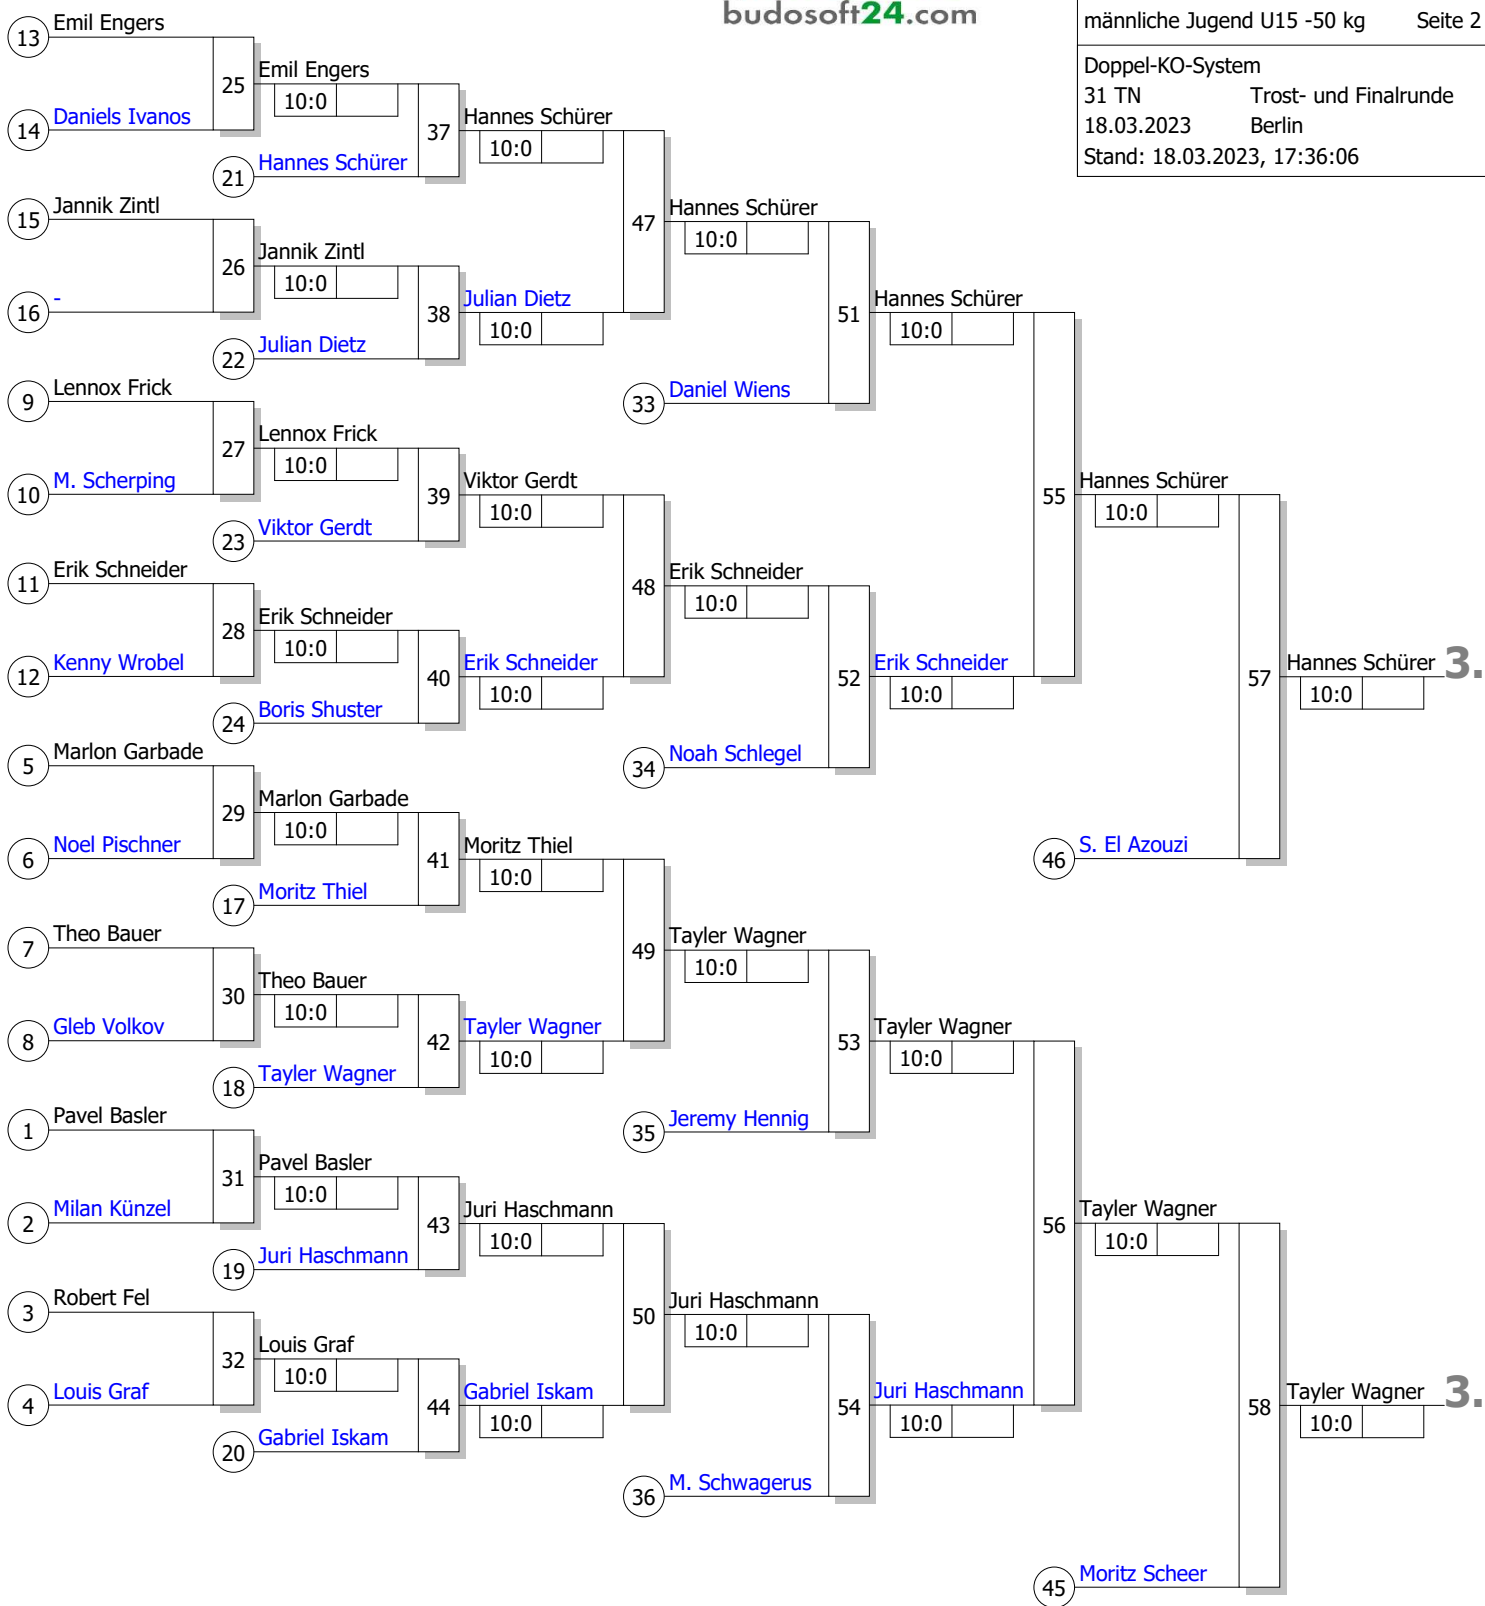 budosoft24.com
männliche Jugend U15 -50 kg Seite 2
Doppel-KO-System
31 TN Trost- und Finalrunde
18.03.2023 Berlin
Stand: 18.03.2023, 17:36:06
13 Emil Engers
25
Emil Engers
10:0
14 Daniels Ivanos
37
Hannes Schürer
10:0
21 Hannes Schürer
15 Jannik Zintl
47
Hannes Schürer
10:0
26
Jannik Zintl
10:0
16 -
38
Julian Dietz
10:0
22 Julian Dietz
51
Hannes Schürer
10:0
33 Daniel Wiens
9 Lennox Frick
27
Lennox Frick
10:0
10 M. Scherping
39
Viktor Gerdt
10:0
23 Viktor Gerdt
55
Hannes Schürer
10:0
11 Erik Schneider
48
Erik Schneider
10:0
28
Erik Schneider
10:0
12 Kenny Wrobel
40
Erik Schneider
10:0
24 Boris Shuster
52
Erik Schneider
10:0
34 Noah Schlegel
57
Hannes Schürer 3.
10:0
5 Marlon Garbade
29
Marlon Garbade
10:0
6 Noel Pischner
41
Moritz Thiel
10:0
17 Moritz Thiel
46 S. El Azouzi
7 Theo Bauer
49
Tayler Wagner
10:0
30
Theo Bauer
10:0
8 Gleb Volkov
42
Tayler Wagner
10:0
18 Tayler Wagner
53
Tayler Wagner
10:0
35 Jeremy Hennig
1 Pavel Basler
31
Pavel Basler
10:0
2 Milan Künzel
43
Juri Haschmann
10:0
19 Juri Haschmann
56
Tayler Wagner
10:0
3 Robert Fel
50
Juri Haschmann
10:0
32
Louis Graf
10:0
4 Louis Graf
44
Gabriel Iskam
10:0
20 Gabriel Iskam
54
Juri Haschmann
10:0
36 M. Schwagerus
58
Tayler Wagner 3.
10:0
45 Moritz Scheer